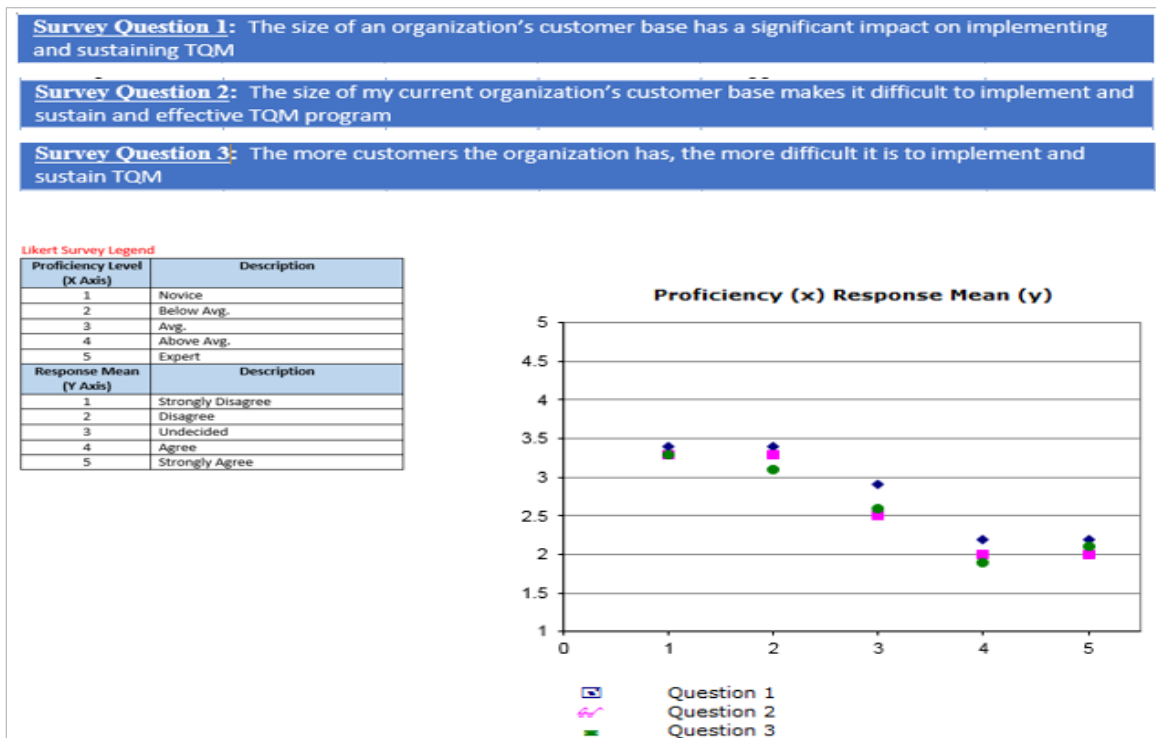 Survey Question 1: The size of an organization's customer base has a significant impact on implementing
and sustaining TQM
Survey Question 2: The size of my current organization's customer base makes it difficult to implement and
sustain and effective TQM program
Survey Question 3: The more customers the organization has, the more difficult it is to implement and
sustain TQM
Likert Survey Legend
Proficiency Level Description
(X Axis)
1 Novice
2 Below Avg.
3 Avg.
4 Above Avg.
5 Expert
Response Mean Description
(Y Axis)
1 Strongly Disagree
2 Disagree
3 Undecided
4 Agree
5 Strongly Agree
Proficiency (x) Response Mean (y)
5
4.5
4
3.5
3
2.5
2
1.5
1
0 1 2 3 4 5
Question 1
Question 2
Question 3